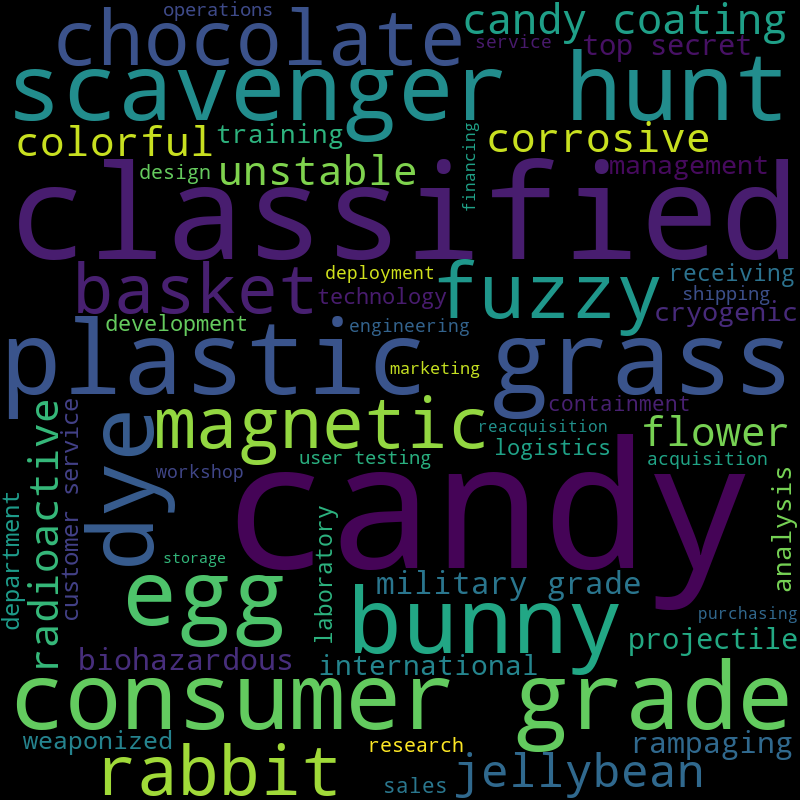 operations
chocolate
candy coating
service
top secret
scavenger hunt
colorful
training
corrosive
financing
design
unstable
management
classified
basket
deployment
technology
fuzzy
receiving
shipping
cryogenic
development
engineering
plastic grass
marketing
containment
radioactive
customer service
dye
magnetic
reacquisition
flower
user testing
logistics
acquisition
workshop
candy
analysis
department
storage
egg
laboratory
military grade
bunny
purchasing
projectile
biohazardous
international
consumer grade
weaponized
research
rampaging
rabbit
sales
jellybean